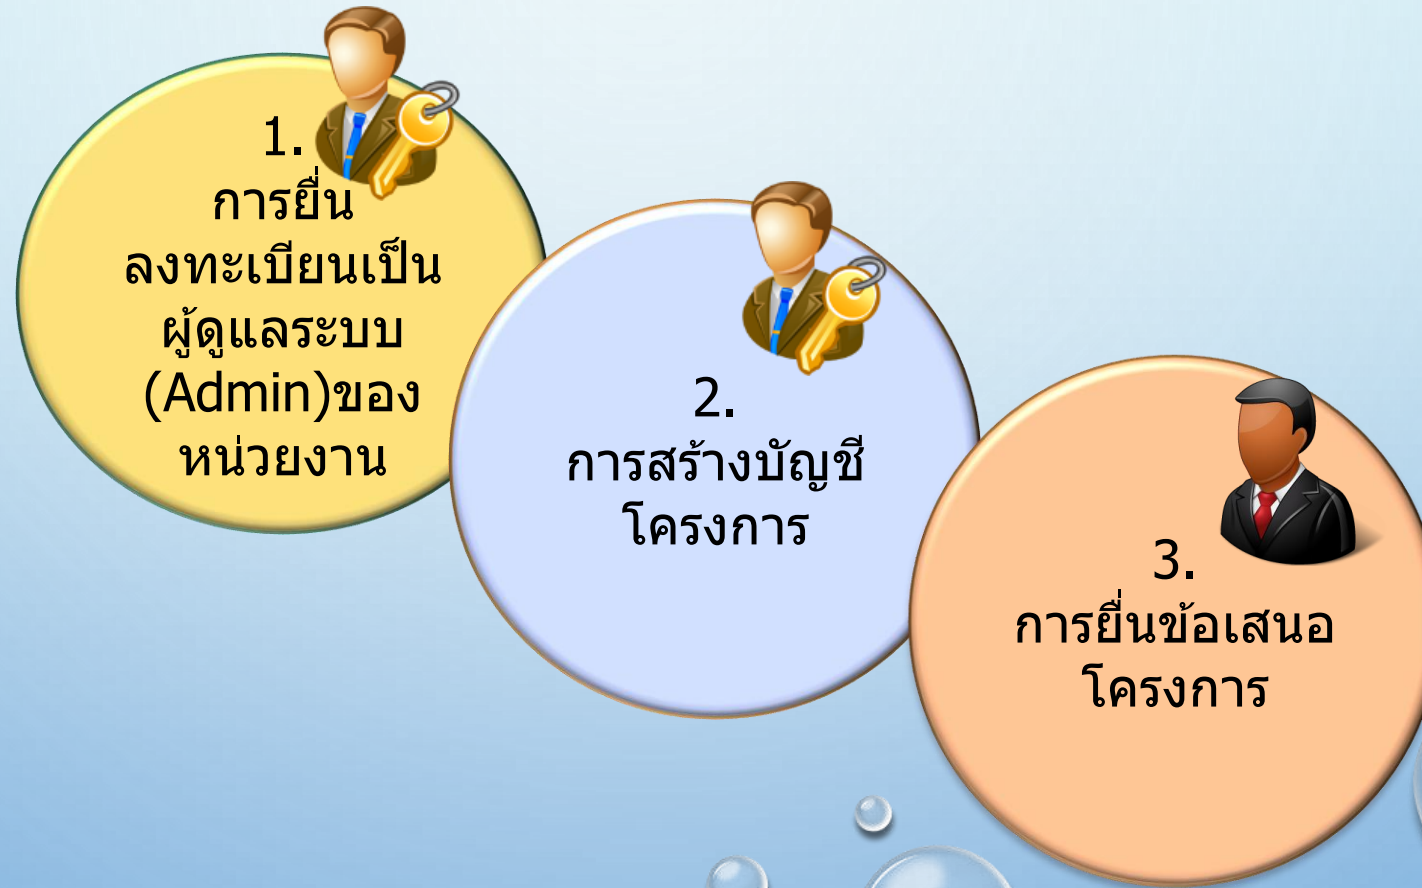 1.
การยื่น
ลงทะเบียนเป็น
ผู้ดูแลระบบ
(Admin)ของ
หน่วยงาน
2.
การสร้างบัญชี
โครงการ
3.
การยื่นข้อเสนอ
โครงการ